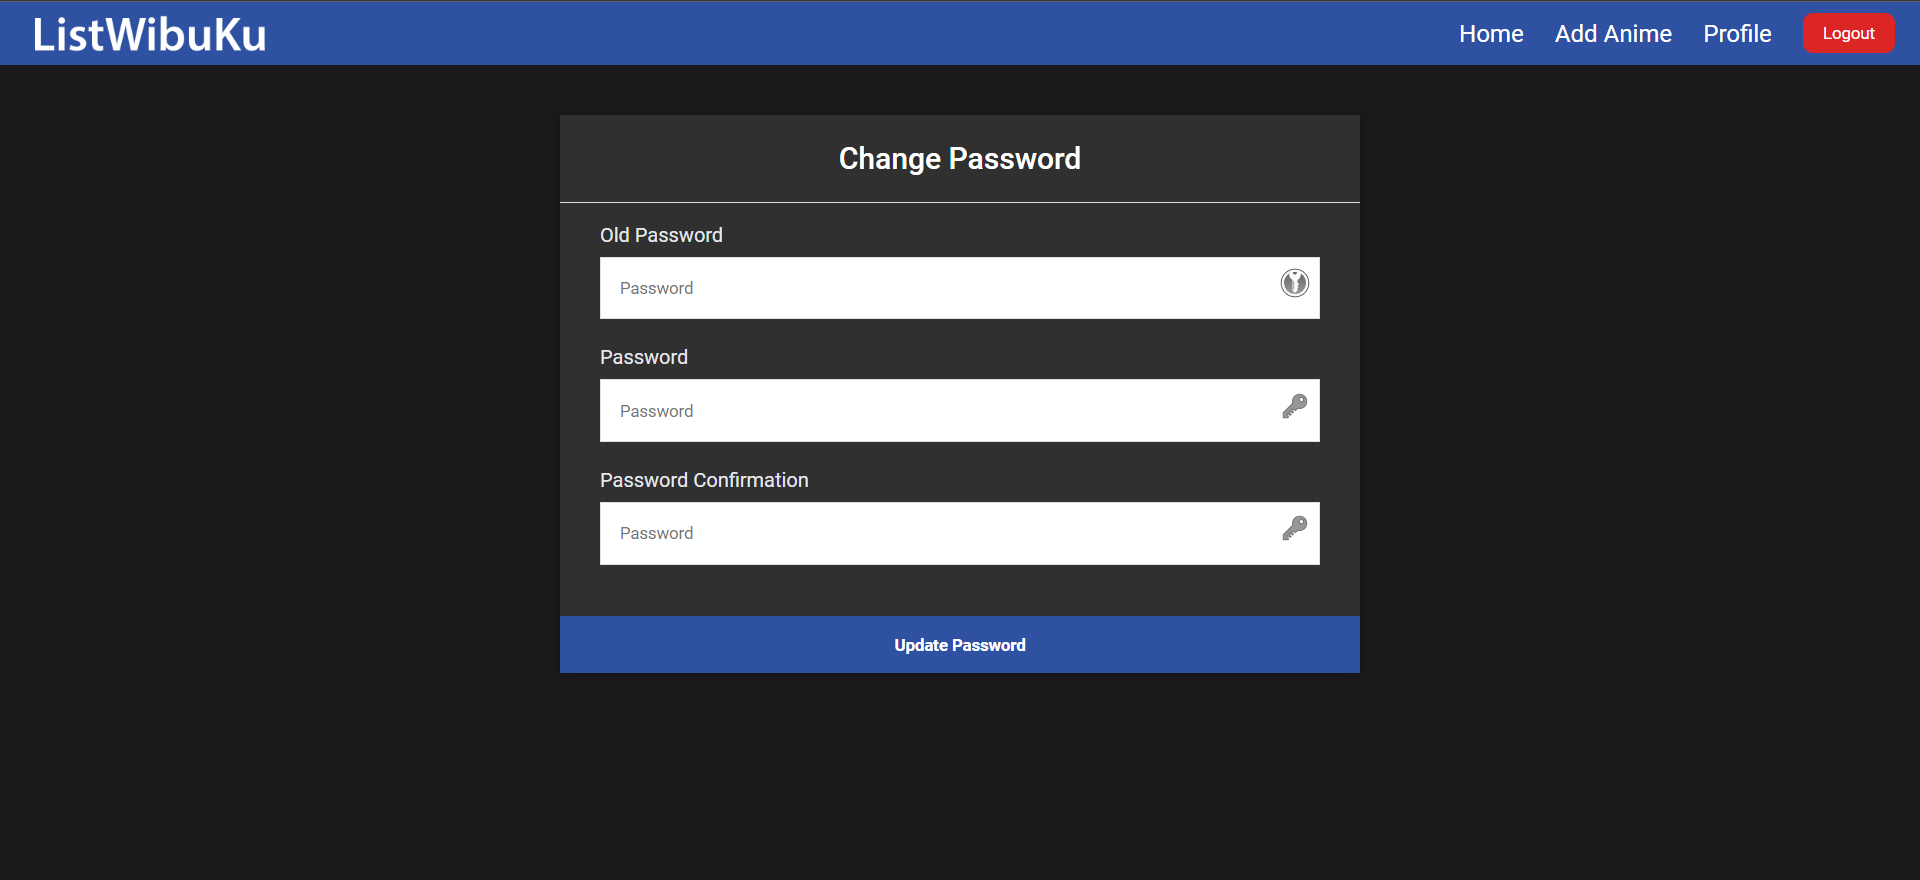 ListWibuKu
Home Add Anime Profile Logout
Change Password
Old Password
Password
Password
Password
Password Confirmation
Password
Update Password